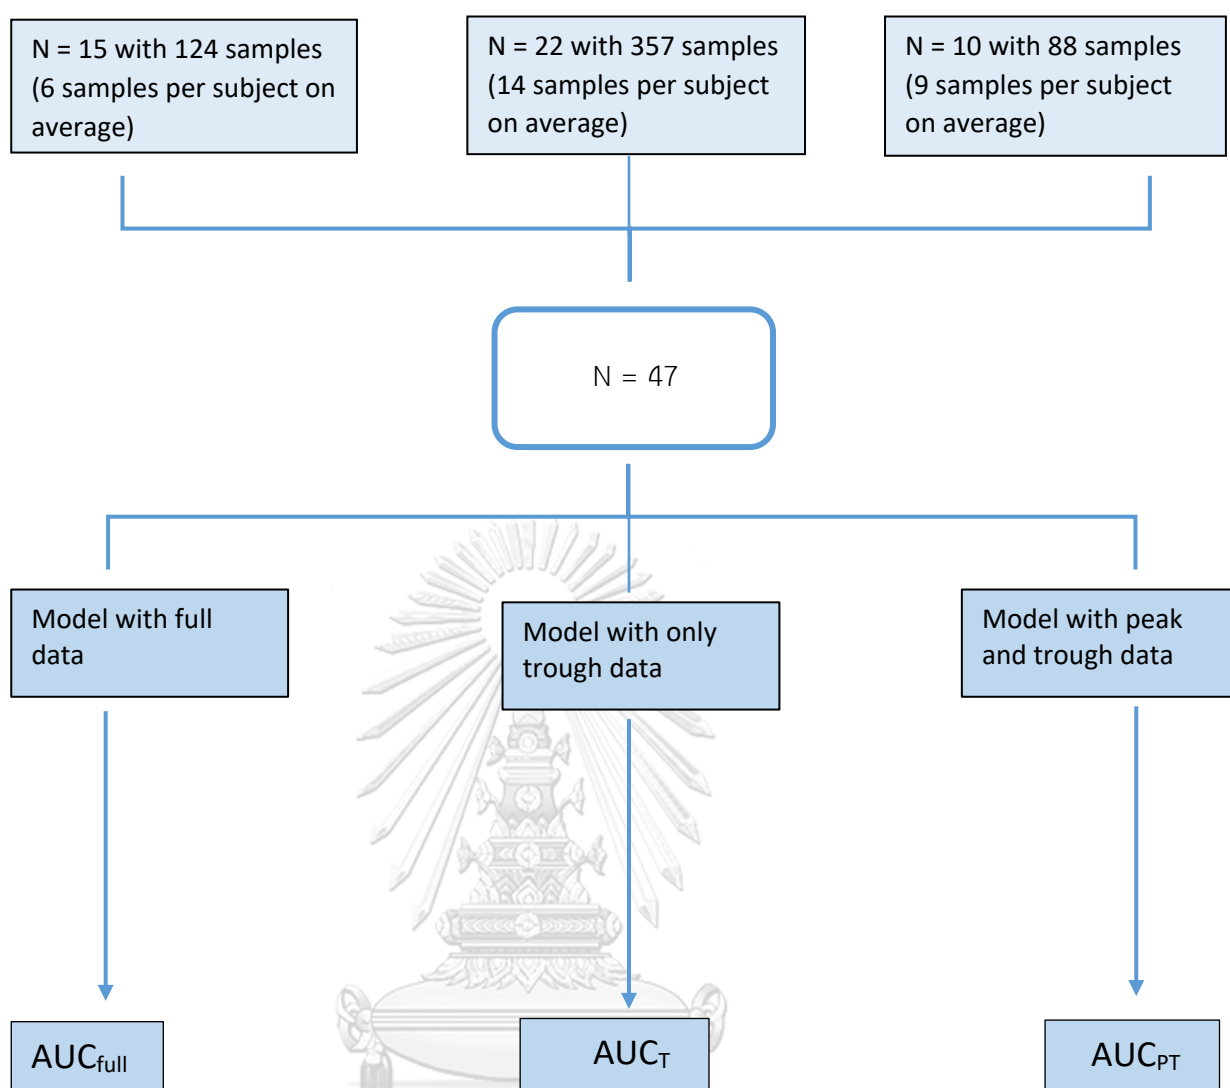 N = 15 with 124 samples
(6 samples per subject on
average)
N = 22 with 357 samples
(14 samples per subject
on average)
N = 10 with 88 samples
(9 samples per subject
on average)
N = 47
Model with full
data
Model with only
trough data
Model with peak
and trough data
AUCfull
AUCT
AUCPT